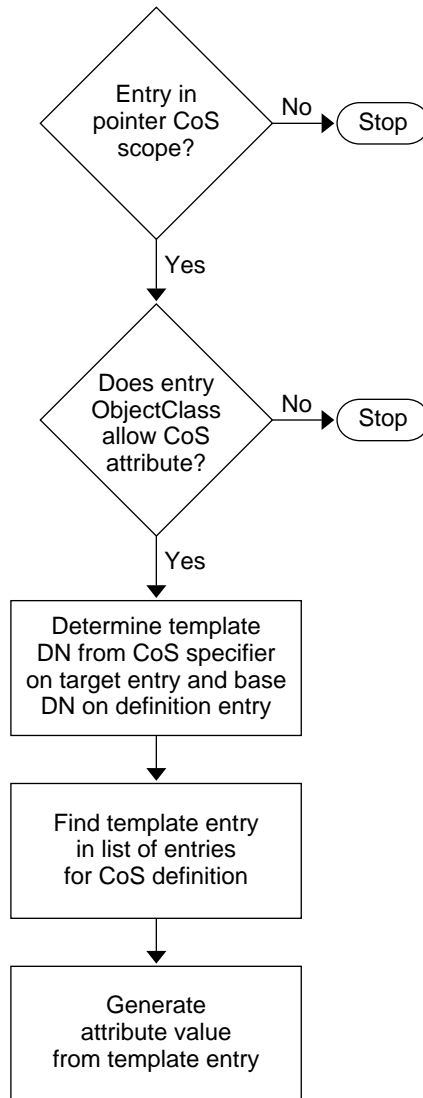 Entry in
pointer CoS
scope?
No
Stop
Yes
Does entry
ObjectClass
allow CoS
attribute?
No
Stop
Yes
Determine template
DN from CoS specifier
on target entry and base
DN on definition entry
Find template entry
in list of entries
for CoS definition
Generate
attribute value
from template entry